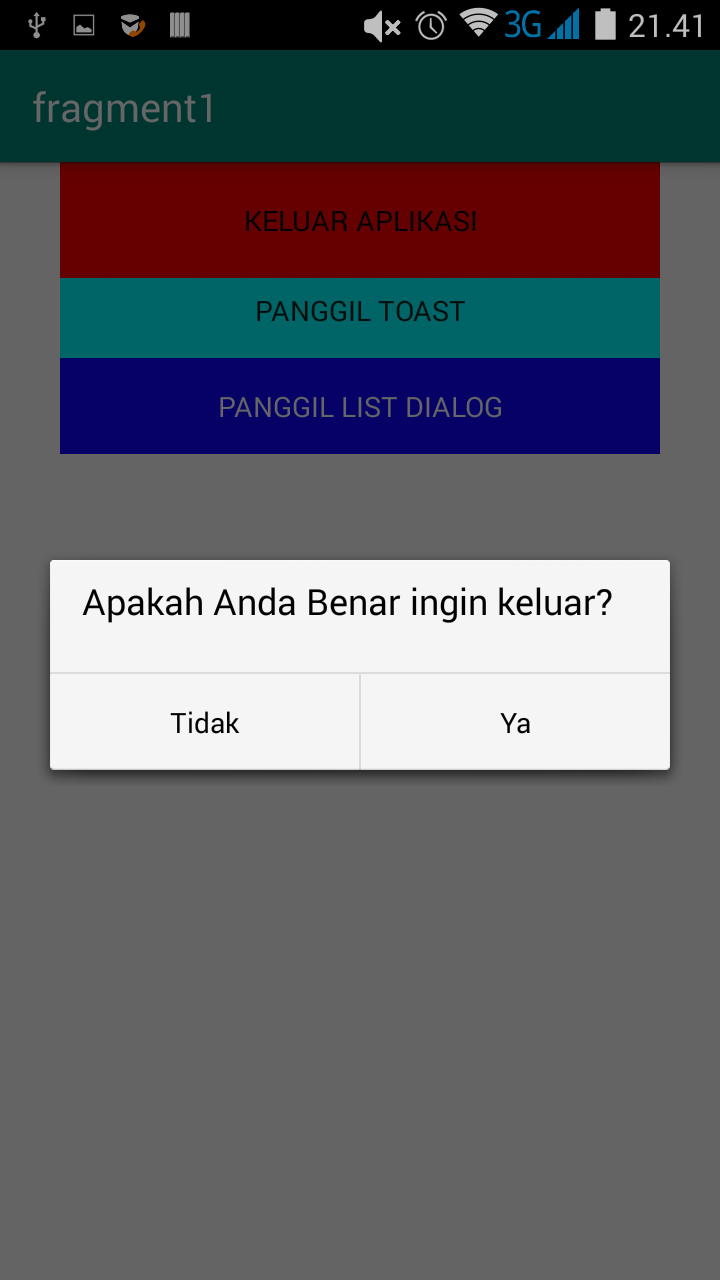 3G 21.41
fragment1
KELUAR APLIKASI
PANGGIL TOAST
PANGGIL LIST DIALOG
Apakah Anda Benar ingin keluar?
Tidak Ya